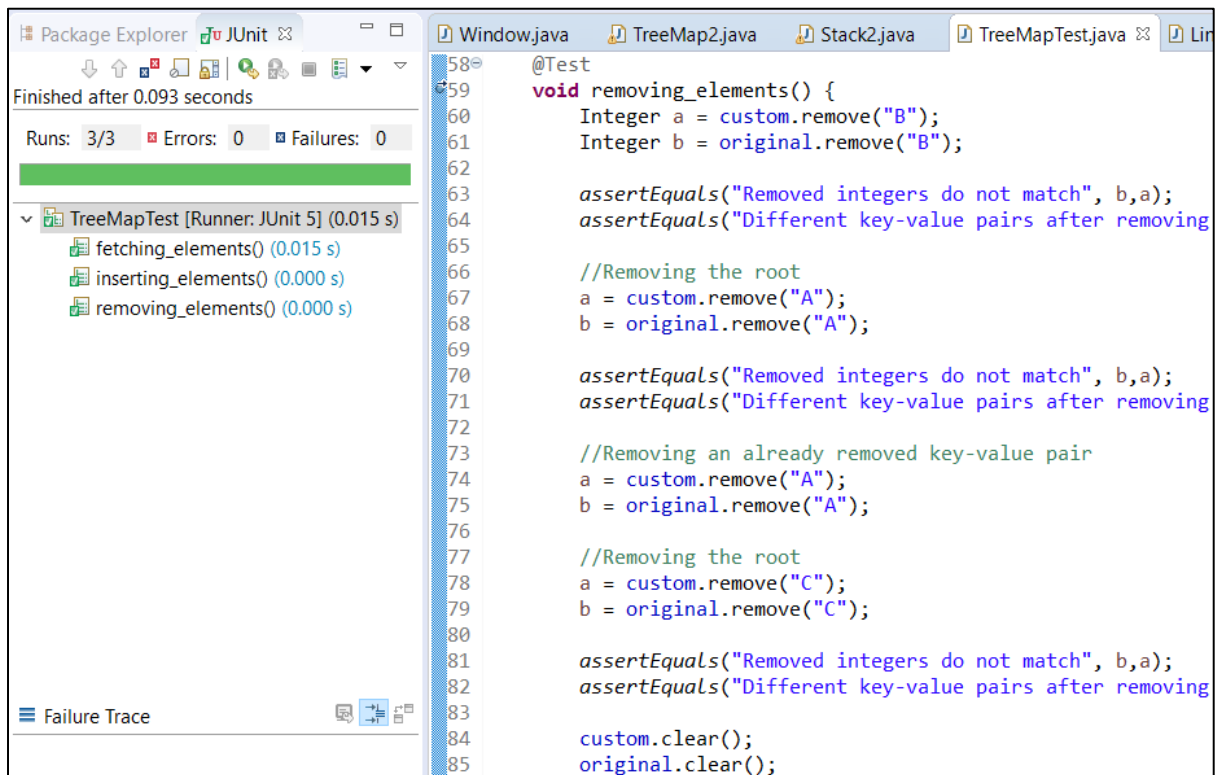 Package Explorer JUnit
Finished after 0.093 seconds
Runs: 3/3 Errors: 0 Failures: 0
TreeMapTest [Runner: JUnit 5] (0.015 s)
fetching_elements() (0.015 s)
inserting_elements() (0.000 s)
removing_elements() (0.000 s)
Failure Trace
Window.java TreeMap2.java Stack2.java TreeMapTest.java Lin
58 @Test
59 void removing_elements() {
60 Integer a = custom.remove("B");
61 Integer b = original.remove("B");
62
63 assertEquals("Removed integers do not match", b,a);
64 assertEquals("Different key-value pairs after removing
65
66 //Removing the root
67 a = custom.remove("A");
68 b = original.remove("A");
69
70 assertEquals("Removed integers do not match", b,a);
71 assertEquals("Different key-value pairs after removing
72
73 //Removing an already removed key-value pair
74 a = custom.remove("A");
75 b = original.remove("A");
76
77 //Removing the root
78 a = custom.remove("C");
79 b = original.remove("C");
80
81 assertEquals("Removed integers do not match", b,a);
82 assertEquals("Different key-value pairs after removing
83
84 custom.clear();
85 original.clear();